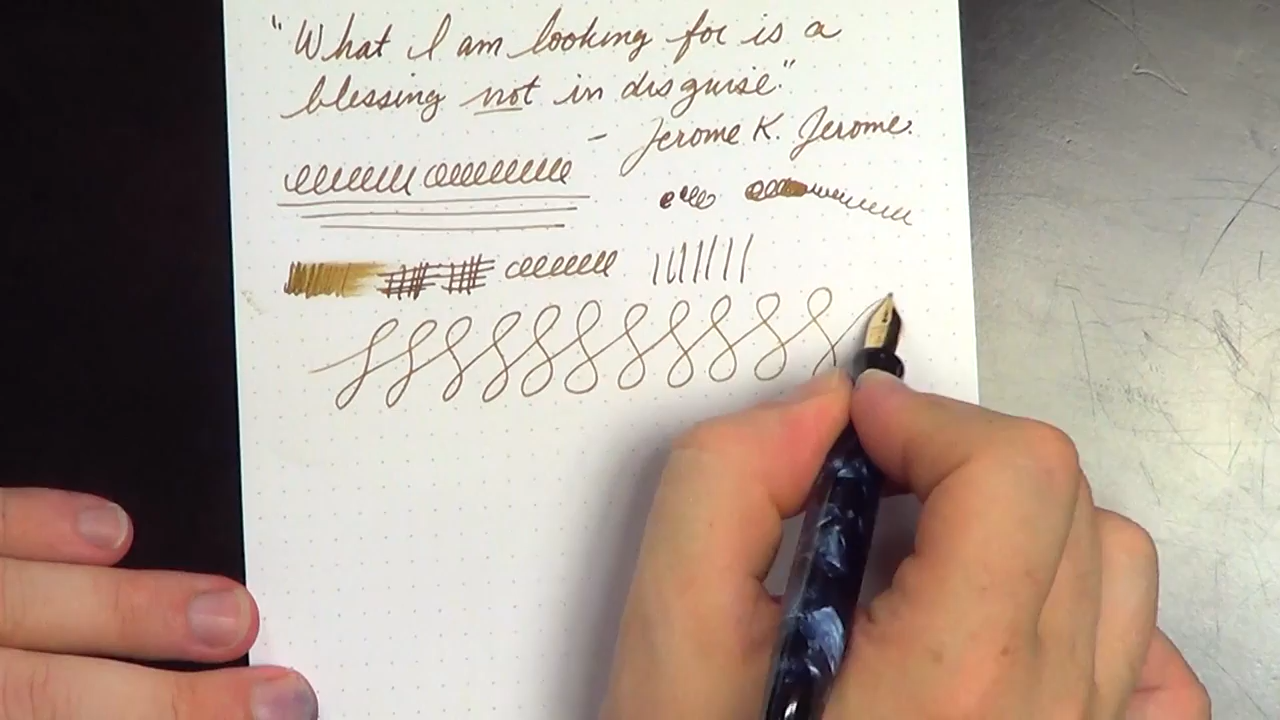 "What I am looking for is a
blessing not in disguise"
- Jerome K. Jerome.